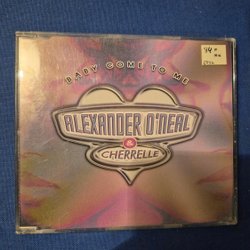 BABY COME TO ME
ALEXANDER O'NEAL
&
CHERRELLE